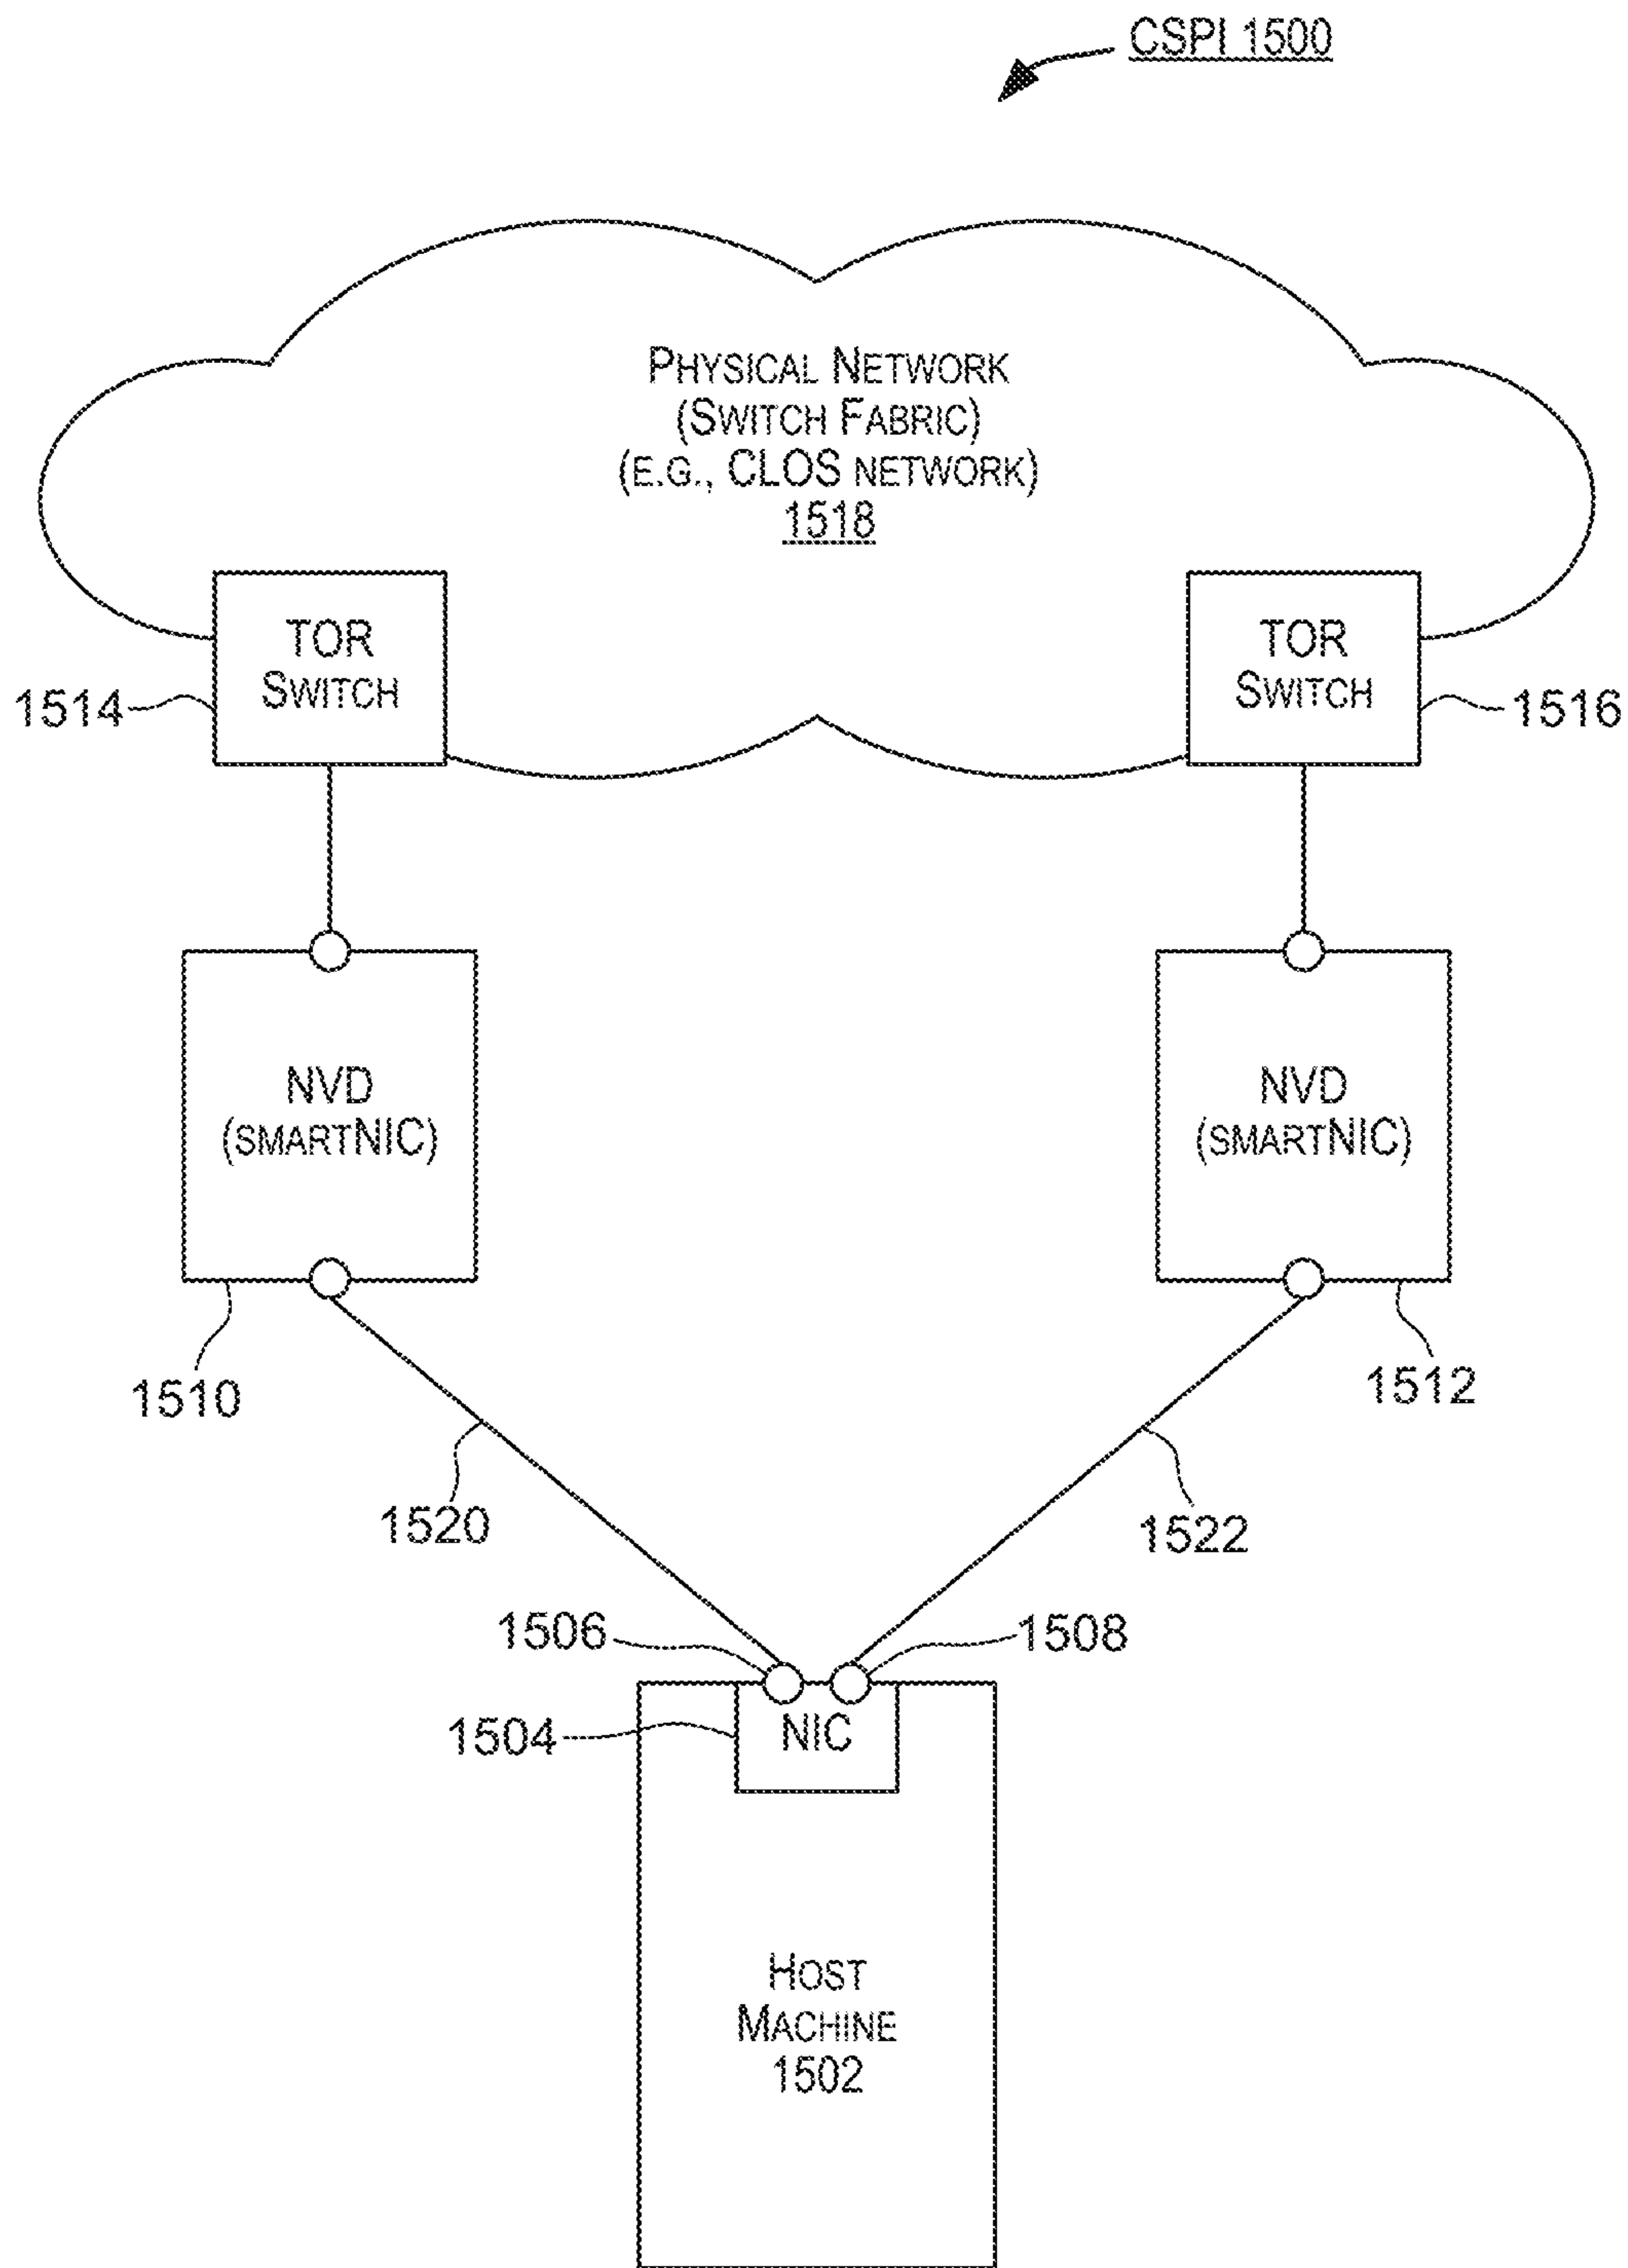 CSPI 1500
PHYSICAL NETWORK
(SWITCH FABRIC)
(E.G., CLOS NETWORK)
1518
TOR
SWITCH
1514
TOR
SWITCH
1516
NVD
(SMARTNIC)
1510
NVD
(SMARTNIC)
1512
1520
1522
1506
1508
1504
NIC
HOST
MACHINE
1502